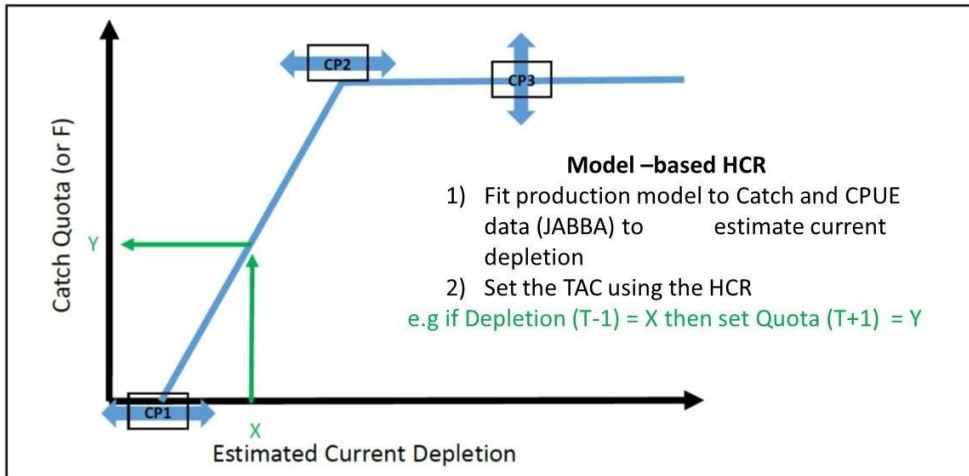 CP2
CP3
Catch Quota (or F)
Model –based HCR
1) Fit production model to Catch and CPUE
data (JABBA) to estimate current
depletion
2) Set the TAC using the HCR
e.g if Depletion (T-1) = X then set Quota (T+1) = Y
Y
CP1
X
Estimated Current Depletion